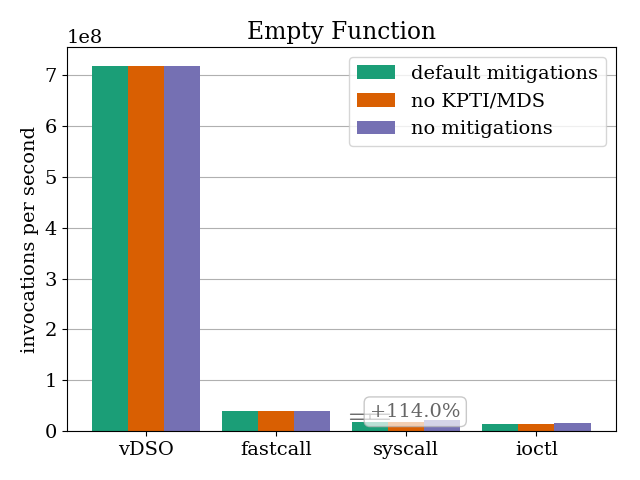 Empty Function
1e8
invocations per second
7
6
5
4
3
2
1
0
default mitigations
no KPTI/MDS
no mitigations
+114.0%
vDSO
fastcall
syscall
ioctl